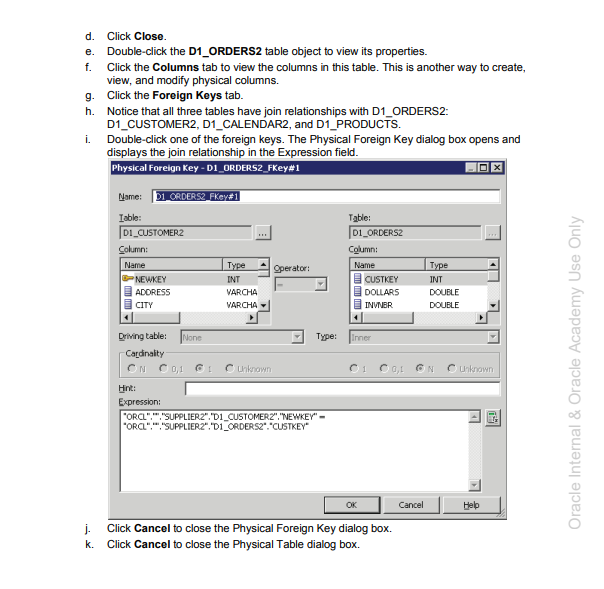 d. Click Close.
e. Double-click the D1_ORDERS2 table object to view its properties.
f. Click the Columns tab to view the columns in this table. This is another way to create,
view, and modify physical columns.
g. Click the Foreign Keys tab.
h. Notice that all three tables have join relationships with D1_ORDERS2:
D1_CUSTOMER2, D1_CALENDAR2, and D1_PRODUCTS.
i. Double-click one of the foreign keys. The Physical Foreign Key dialog box opens and
displays the join relationship in the Expression field.
Physical Foreign Key - D1_ORDERS2_FKey#1
Name: D1_ORDERS2_FKey#1
Table: Table:
D1_CUSTOMER2 ... D1_ORDERS2 ...
Column: Column:
Name Type Operator: Name Type
NEWKEY INT = CUSTKEY INT
ADDRESS VARCHA DOLLARS DOUBLE
CITY VARCHA INVNBR DOUBLE
Driving table: None Type: Inner
Cardinality
N 0,1 1 Unknown 1 0,1 N Unknown
Hint:
Expression:
"ORCL".""."SUPPLIER2"."D1_CUSTOMER2"."NEWKEY" =
"ORCL".""."SUPPLIER2"."D1_ORDERS2"."CUSTKEY"
OK Cancel Help
j. Click Cancel to close the Physical Foreign Key dialog box.
k. Click Cancel to close the Physical Table dialog box.
Oracle Internal & Oracle Academy Use Only